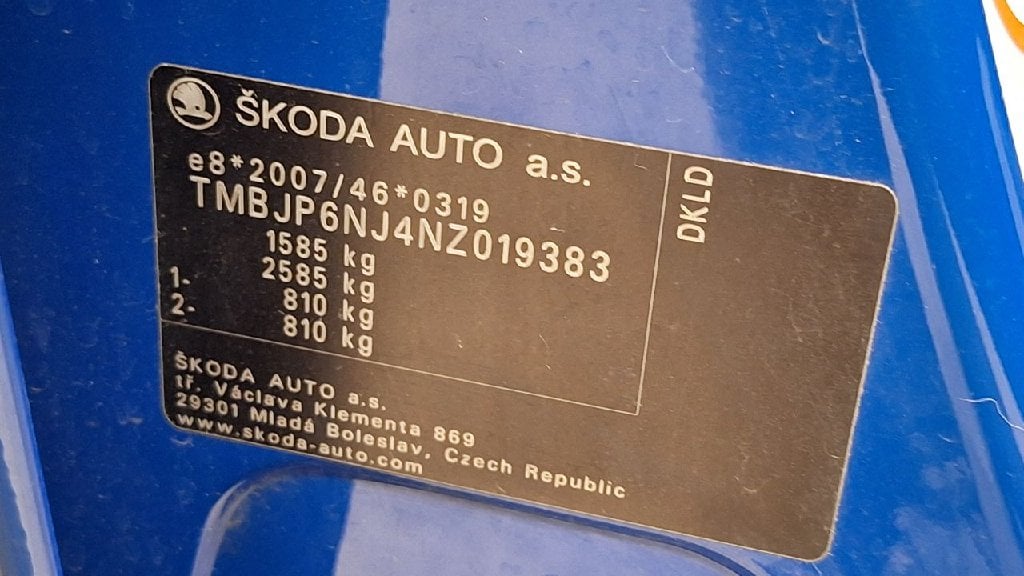 ŠKODA AUTO a.s.
e8*2007/46*0319
TMBJP6NJ4NZ019383
1585 kg
2585 kg
1- 810 kg
2- 810 kg
DKLD
ŠKODA AUTO a.s.
tř. Václava Klementa 869
29301 Mladá Boleslav, Czech Republic
www.skoda-auto.com